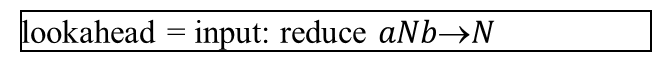 lookahead = input: reduce aNb→N